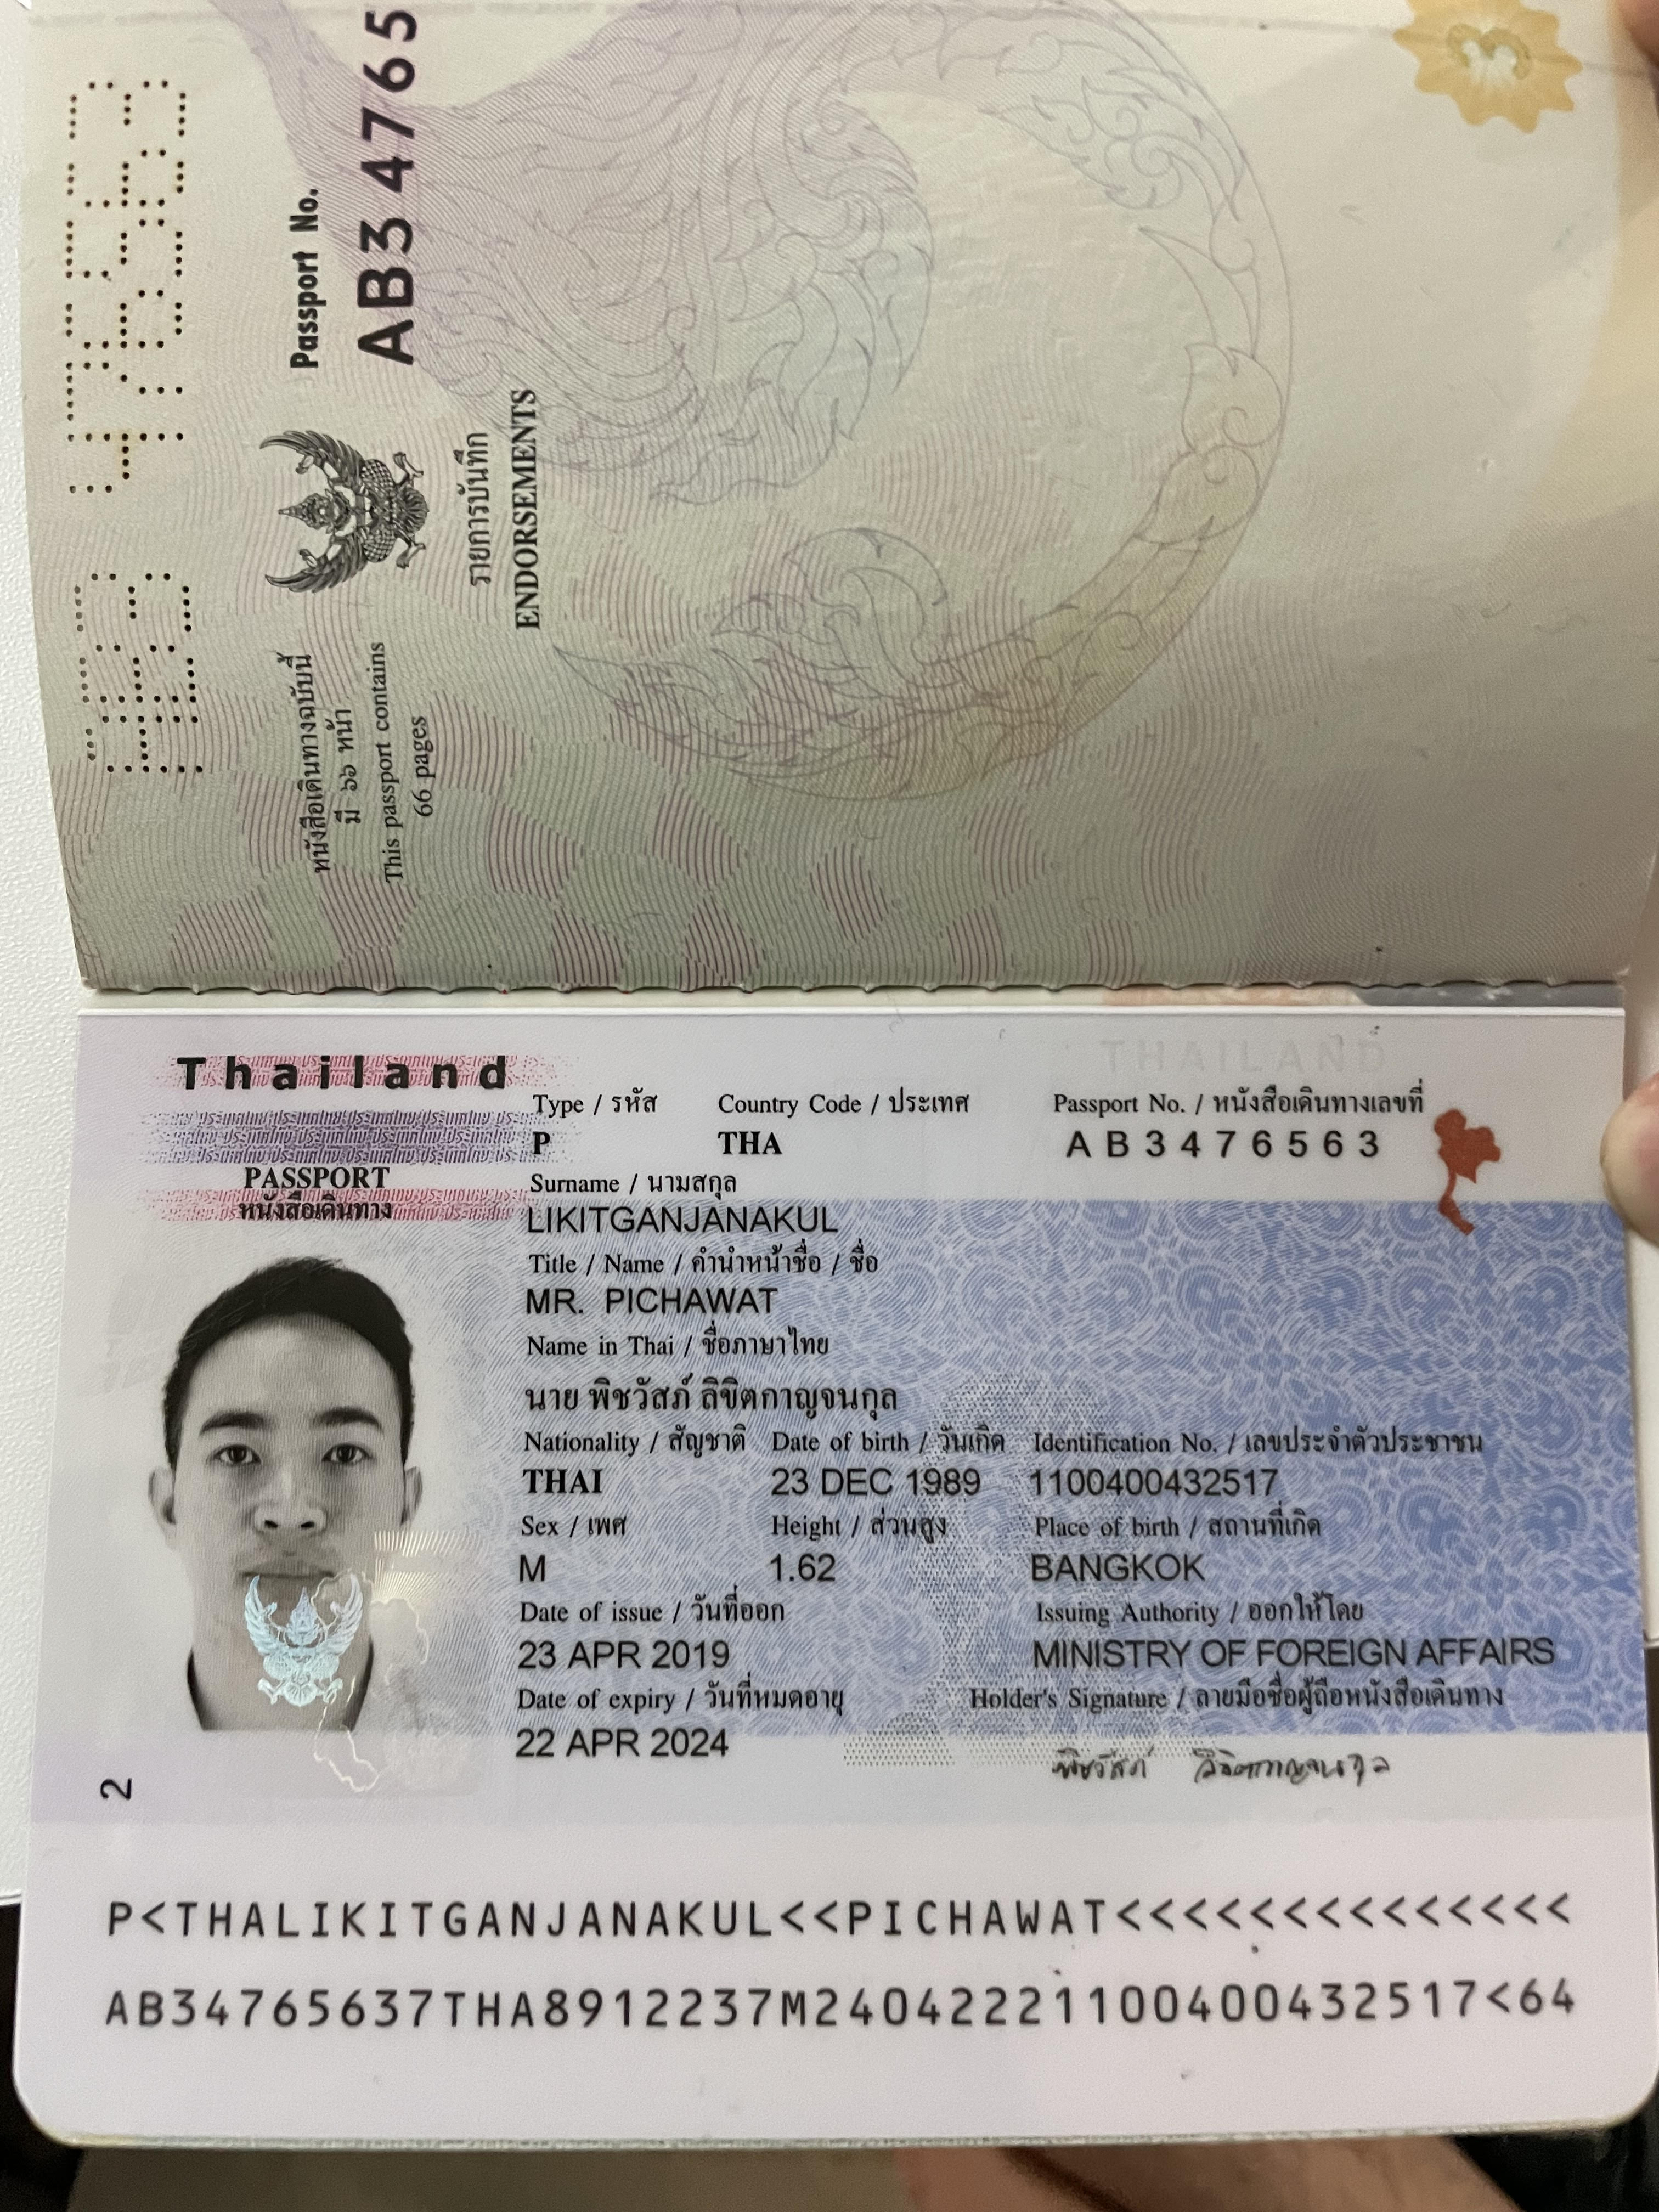 AB3476563
หนังสือเดินทางฉบับนี้
มี ๖๖ หน้า
This passport contains
66 pages
Passport No.
AB34765
รายการบันทึก
ENDORSEMENTS
THAILAND
Thailand
PASSPORT
หนังสือเดินทาง
Type / รหัส Country Code / ประเทศ Passport No. / หนังสือเดินทางเลขที่
P THA AB3476563
Surname / นามสกุล
LIKITGANJANAKUL
Title / Name / คำนำหน้าชื่อ / ชื่อ
MR. PICHAWAT
Name in Thai / ชื่อภาษาไทย
นาย พิชวัสภ์ ลิขิตกาญจนกุล
Nationality / สัญชาติ Date of birth / วันเกิด Identification No. / เลขประจำตัวประชาชน
THAI 23 DEC 1989 1100400432517
Sex / เพศ Height / ส่วนสูง Place of birth / สถานที่เกิด
M 1.62 BANGKOK
Date of issue / วันที่ออก Issuing Authority / ออกให้โดย
23 APR 2019 MINISTRY OF FOREIGN AFFAIRS
Date of expiry / วันที่หมดอายุ Holder's Signature / ลายมือชื่อผู้ถือหนังสือเดินทาง
22 APR 2024 พิชวัสภ์ ลิขิตกาญจนกุล
2
P<THALIKITGANJANAKUL<<PICHAWAT<<<<<<<<<<<<<<
AB34765637THA8912237M24042221100400432517<64